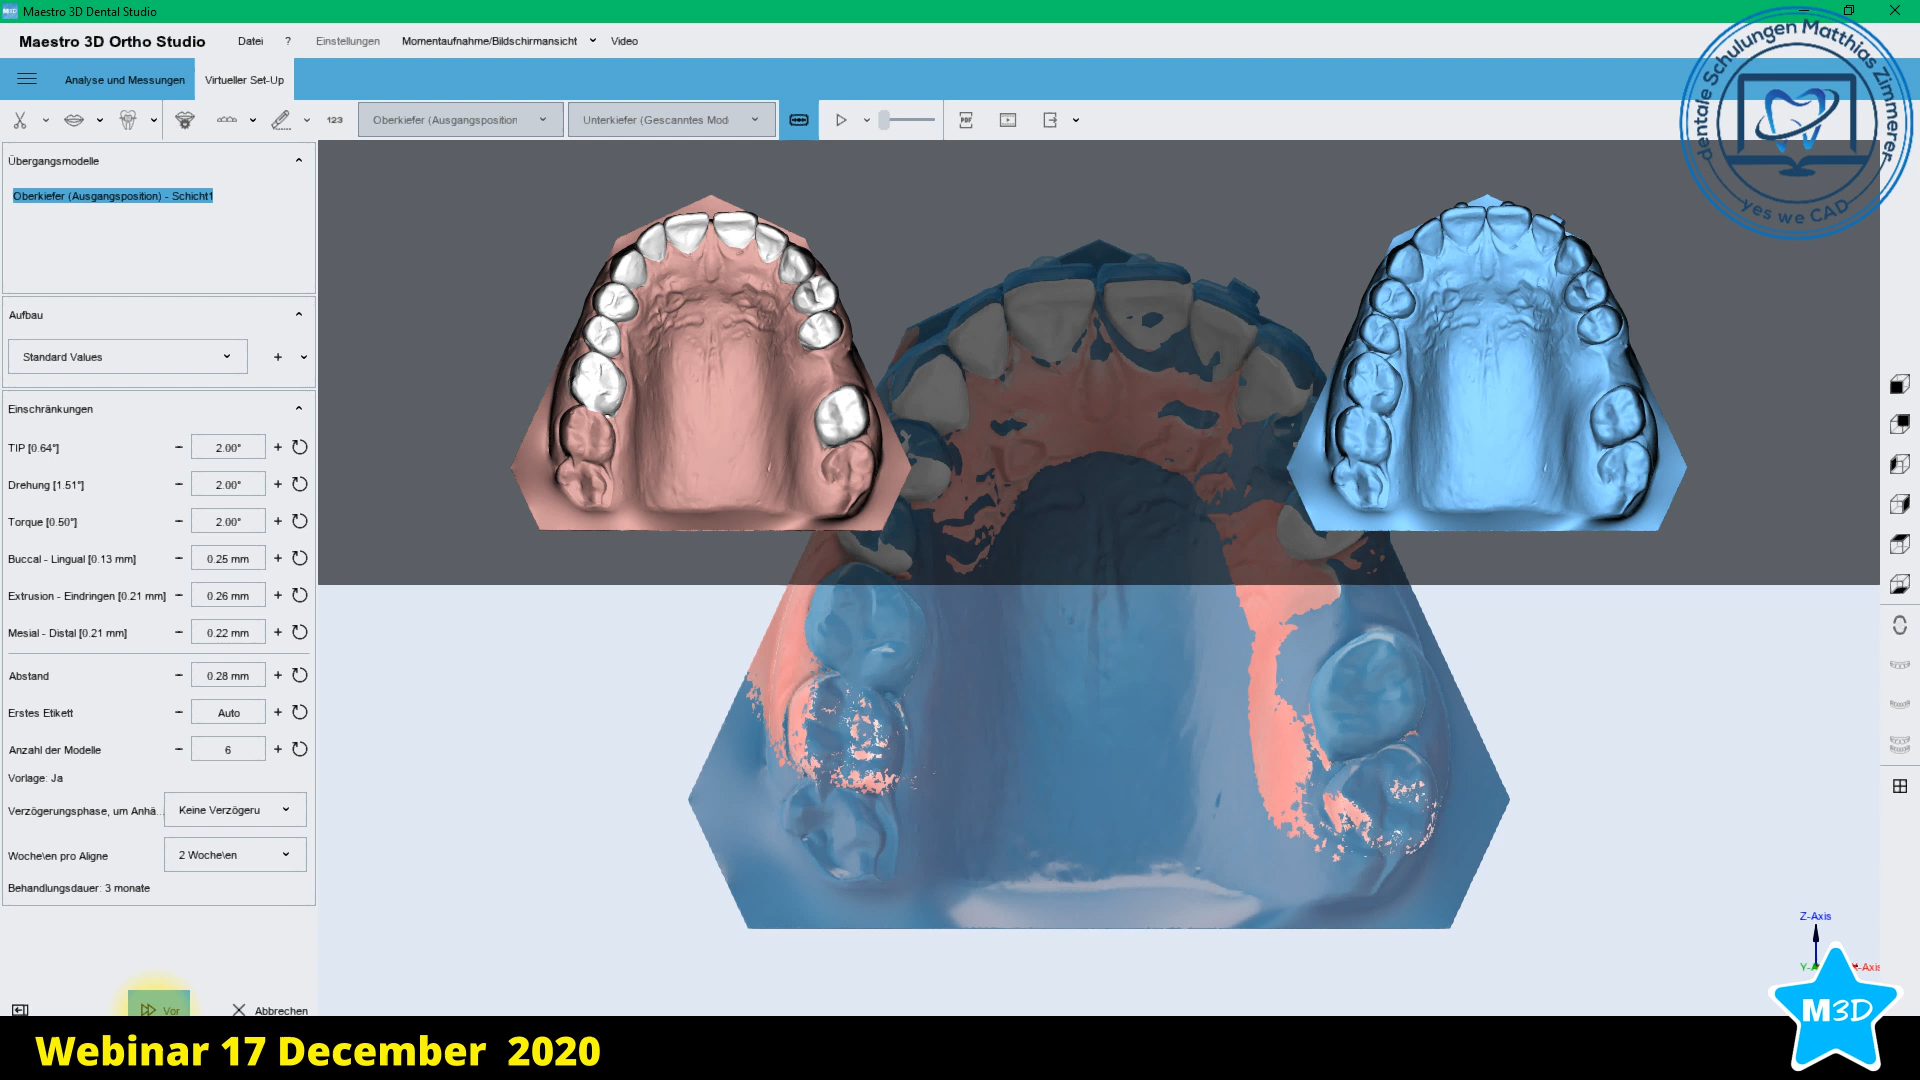 Maestro 3D Dental Studio
Maestro 3D Ortho Studio
Datei
?
Einstellungen
Momentaufnahme/Bildschirmansicht
Video
Analyse und Messungen
Virtueller Set-Up
123
Oberkiefer (Ausgangsposition
Unterkiefer (Gescanntes Mod
PDF
dentale Schulungen Matthias Zimmerer
yes we CAD
Übergangsmodelle
Oberkiefer (Ausgangsposition) - Schicht1
Aufbau
Standard Values
Einschränkungen
TIP [0.64°]
2.00°
Drehung [1.51°]
2.00°
Torque [0.50°]
2.00°
Buccal - Lingual [0.13 mm]
0.25 mm
Extrusion - Eindringen [0.21 mm]
0.26 mm
Mesial - Distal [0.21 mm]
0.22 mm
Abstand
0.28 mm
Erstes Etikett
Auto
Anzahl der Modelle
6
Vorlage: Ja
Verzögerungsphase, um Anhä...
Keine Verzögeru
Woche\en pro Aligne
2 Woche\en
Behandlungsdauer: 3 monate
Vor
Abbrechen
Z-Axis
M3D
Webinar 17 December 2020